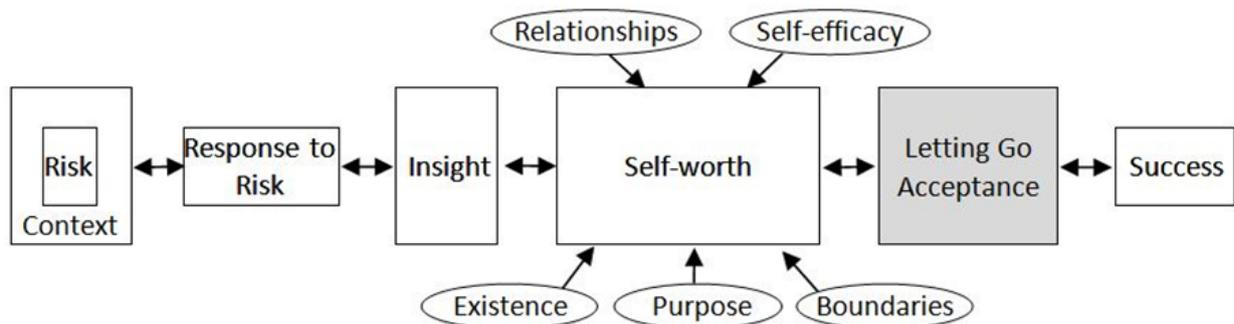 Relationships
Self-efficacy
Risk
Context
Response to
Risk
Insight
Self-worth
Letting Go
Acceptance
Success
Existence
Purpose
Boundaries